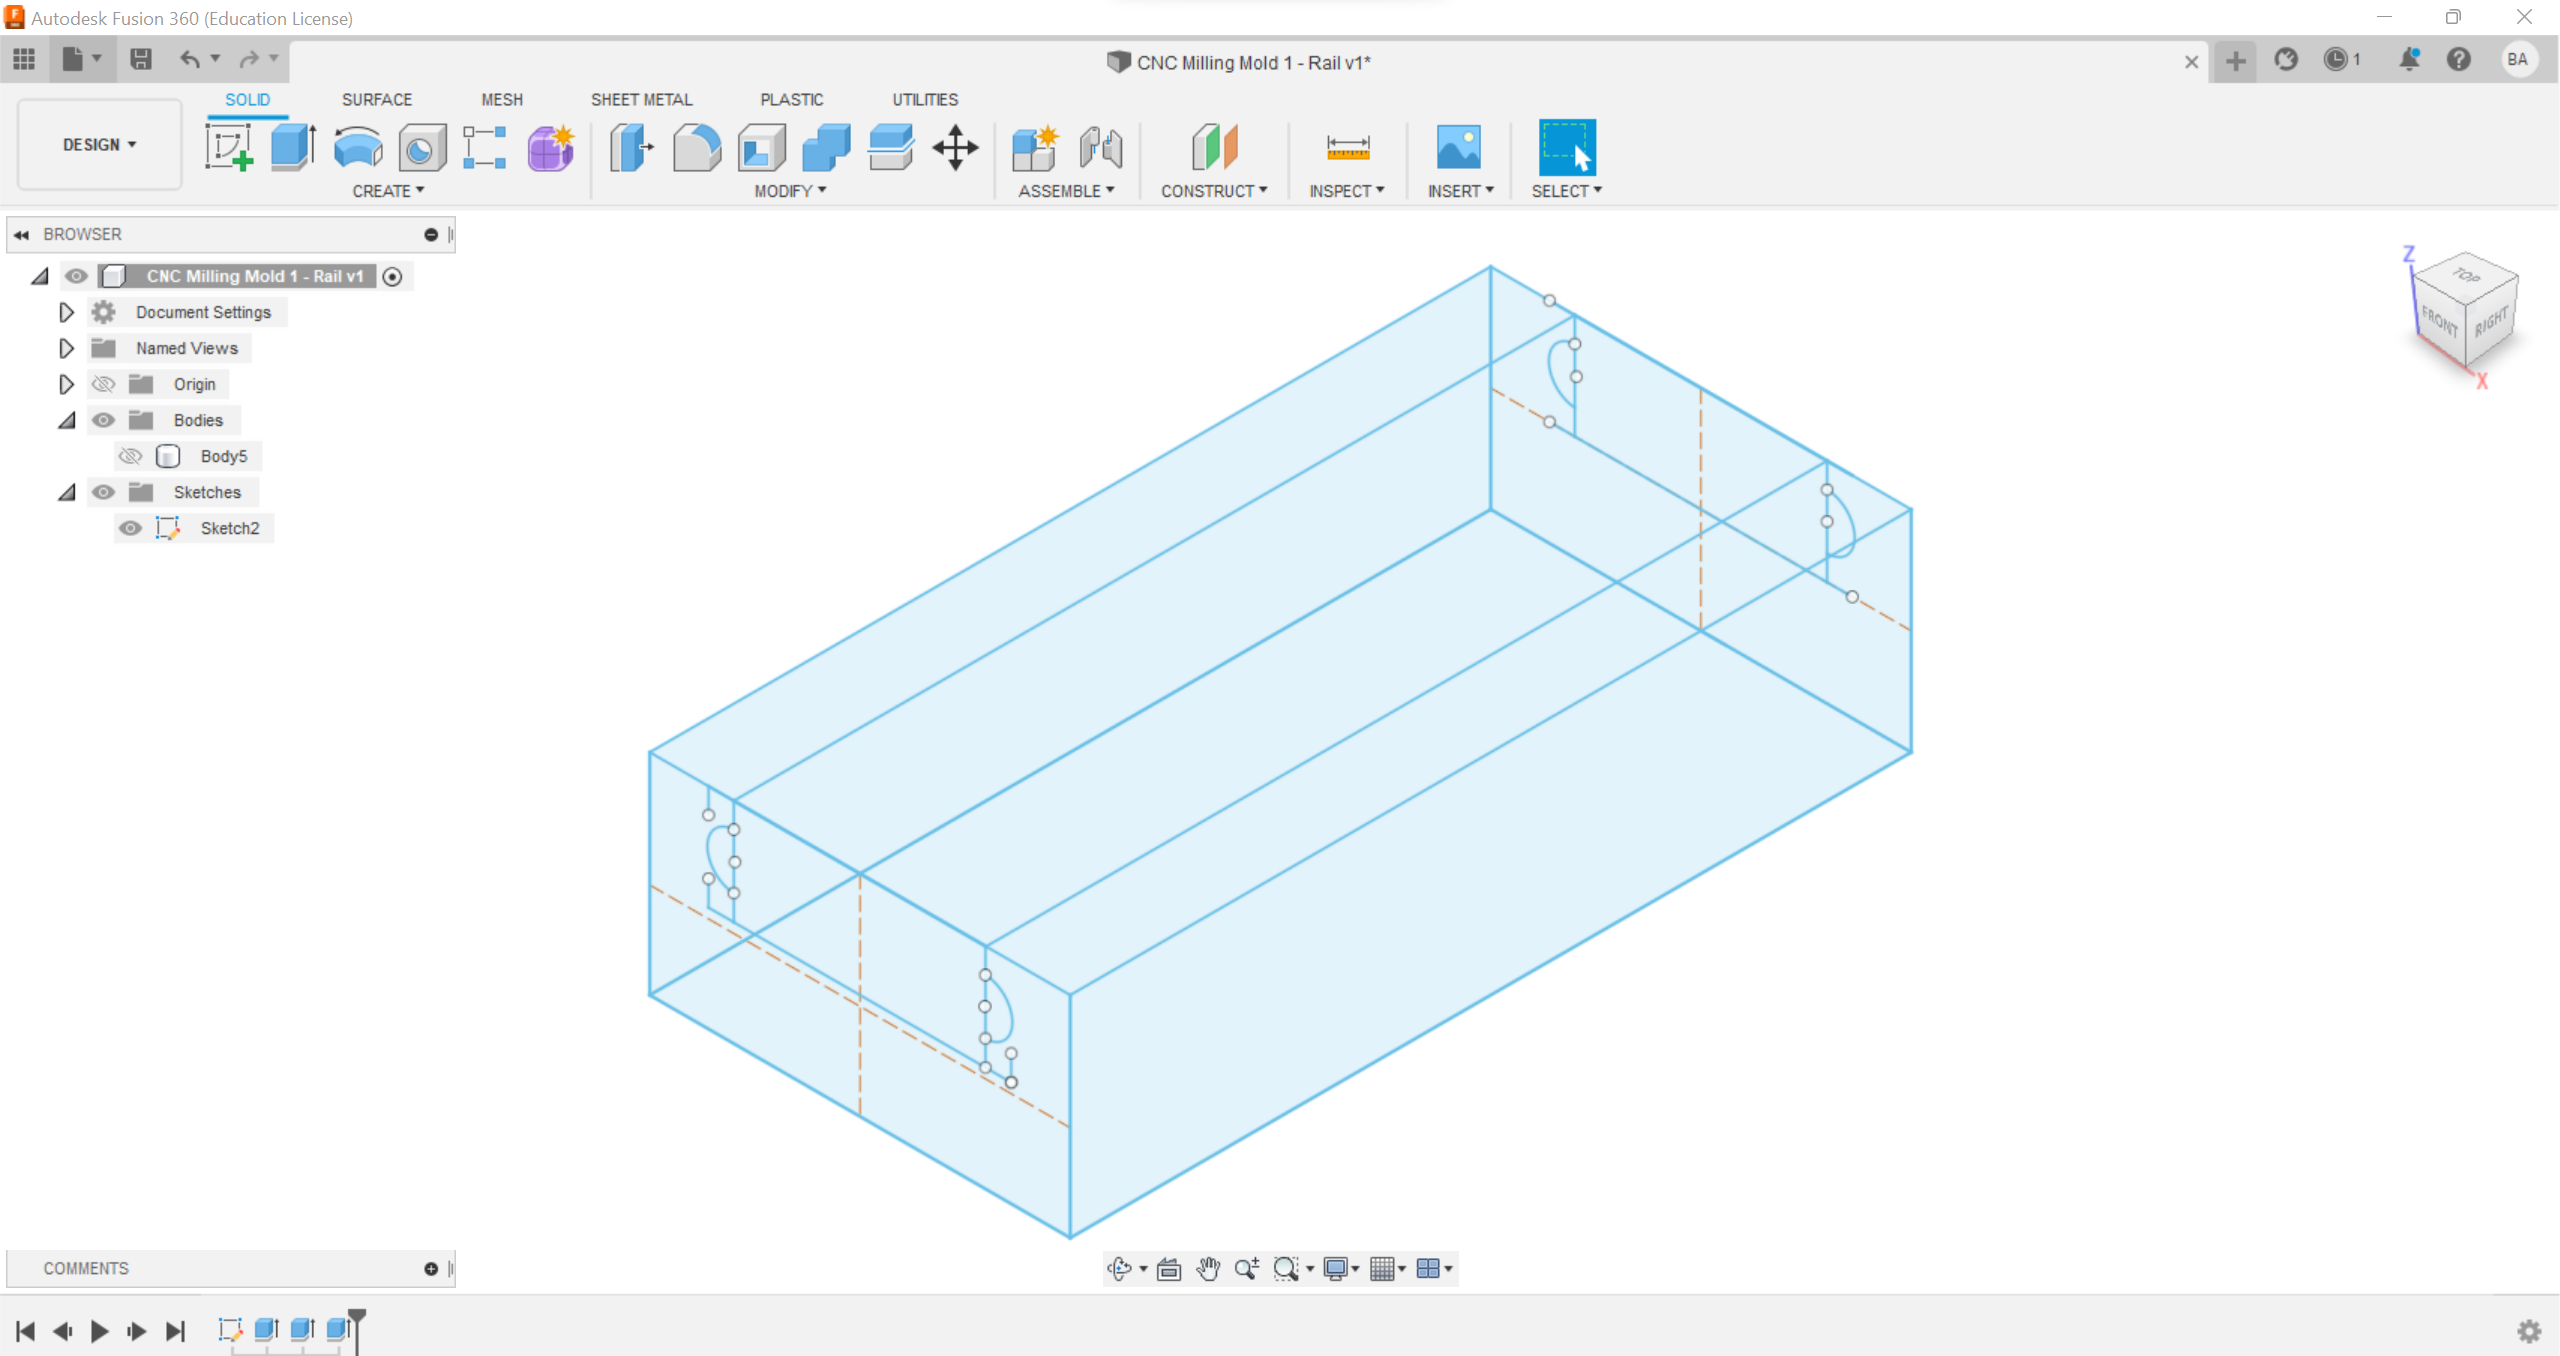 Autodesk Fusion 360 (Education License)
CNC Milling Mold 1 - Rail v1*
1
BA
SOLID
SURFACE
MESH
SHEET METAL
PLASTIC
UTILITIES
DESIGN
CREATE
MODIFY
ASSEMBLE
CONSTRUCT
INSPECT
INSERT
SELECT
BROWSER
CNC Milling Mold 1 - Rail v1
Document Settings
Named Views
Origin
Bodies
Body5
Sketches
Sketch2
Z
TOP
FRONT
RIGHT
X
COMMENTS